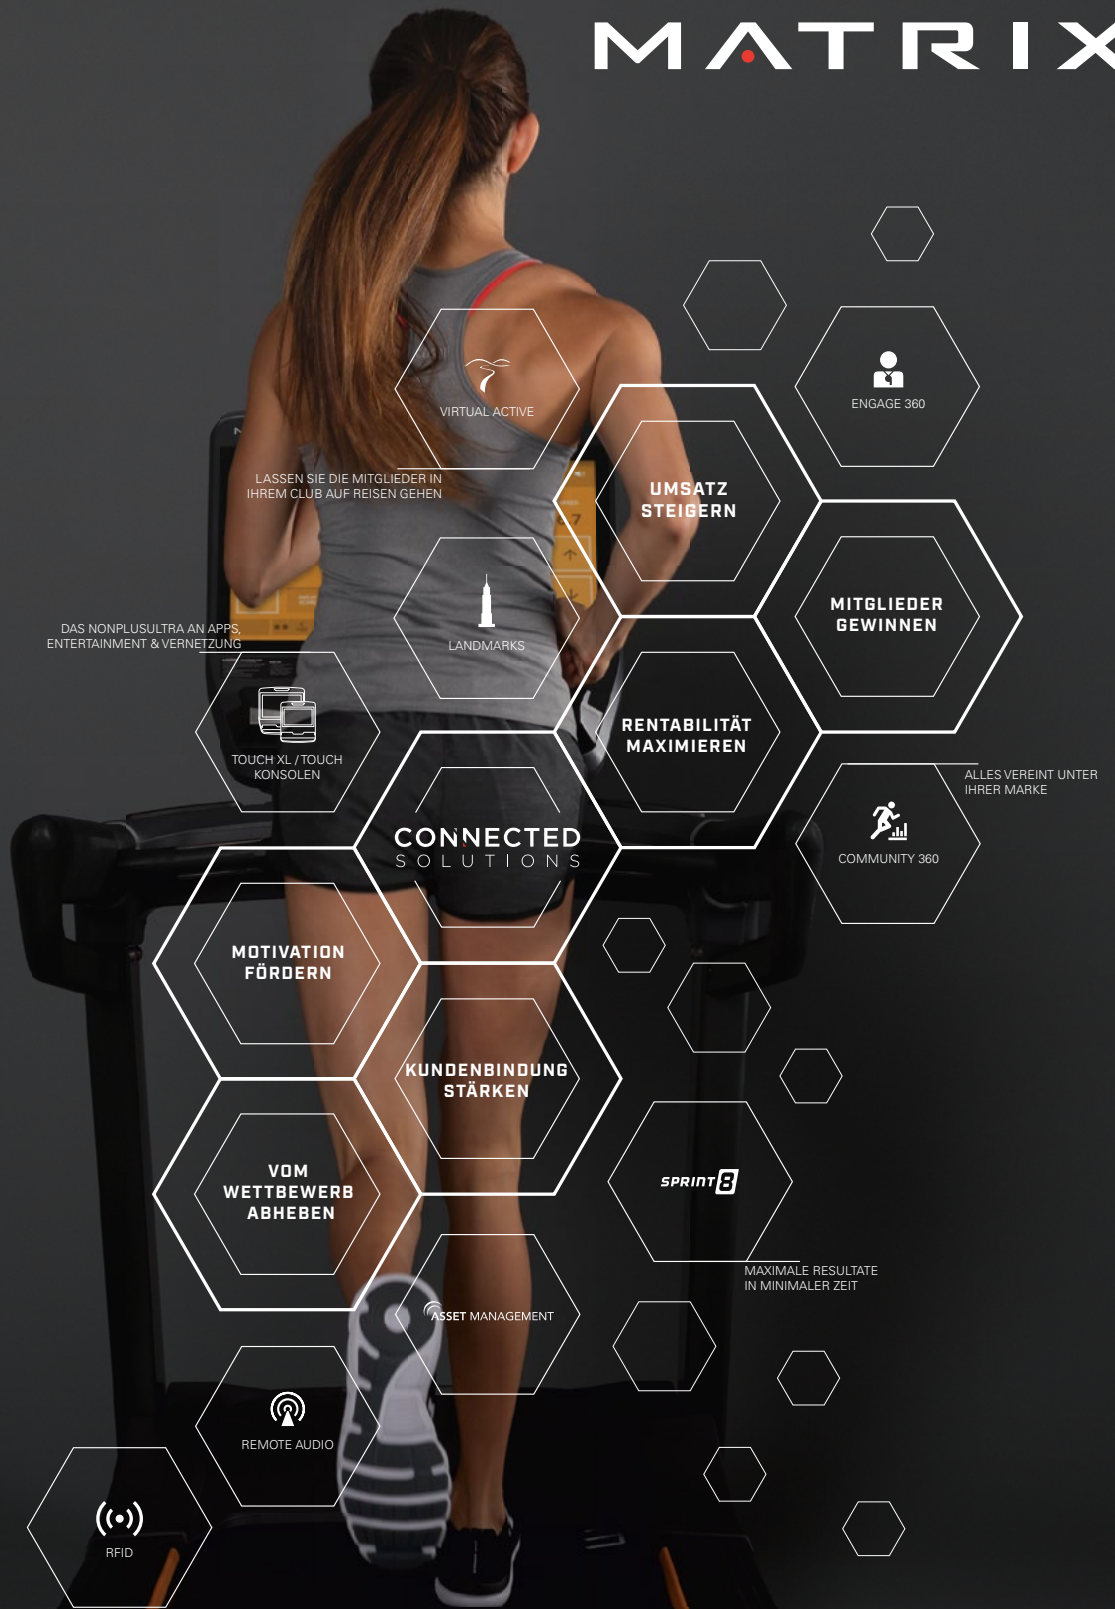 MATRIX
ENGAGE 360
VIRTUAL ACTIVE
LASSEN SIE DIE MITGLIEDER IN
IHREM CLUB AUF REISEN GEHEN
UMSATZ
STEIGERN
MITGLIEDER
GEWINNEN
DAS NONPLUSULTRA AN APPS,
ENTERTAINMENT & VERNETZUNG
LANDMARKS
RENTABILITÄT
MAXIMIEREN
TOUCH XL / TOUCH
KONSOLEN
ALLES VEREINT UNTER
IHRER MARKE
CONNECTED
SOLUTIONS
COMMUNITY 360
MOTIVATION
FÖRDERN
KUNDENBINDUNG
STÄRKEN
VOM
WETTBEWERB
ABHEBEN
SPRINT 8
MAXIMALE RESULTATE
IN MINIMALER ZEIT
ASSET MANAGEMENT
REMOTE AUDIO
RFID